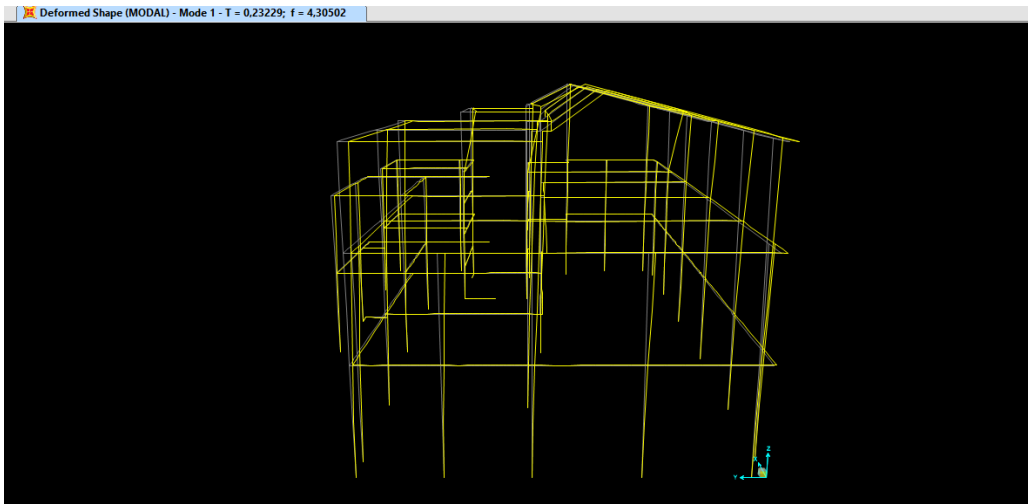 Deformed Shape (MODAL) - Mode 1 - T = 0,23229; f = 4,30502
Z
X
Y